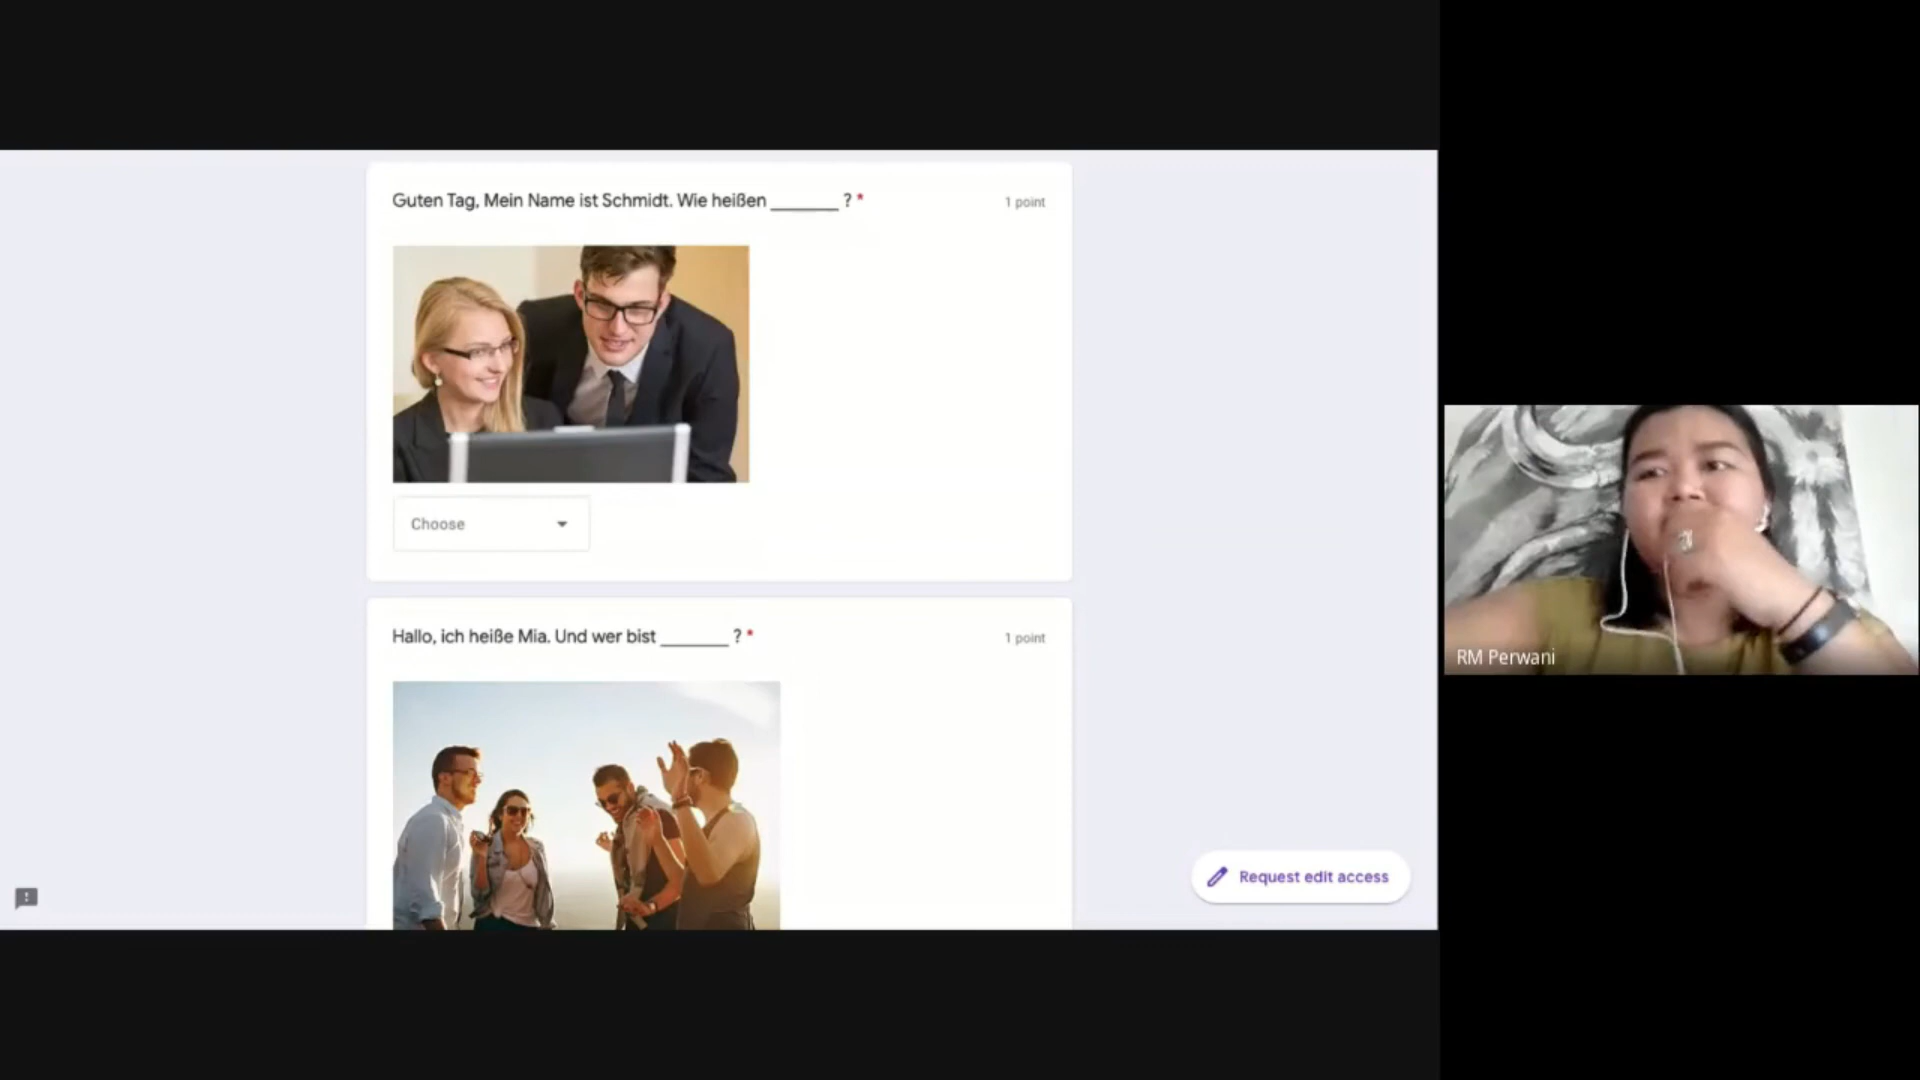 Guten Tag, Mein Name ist Schmidt. Wie heißen _______ ? *
1 point
Choose
Hallo, ich heiße Mia. Und wer bist _______ ? *
1 point
Request edit access
RM Perwani